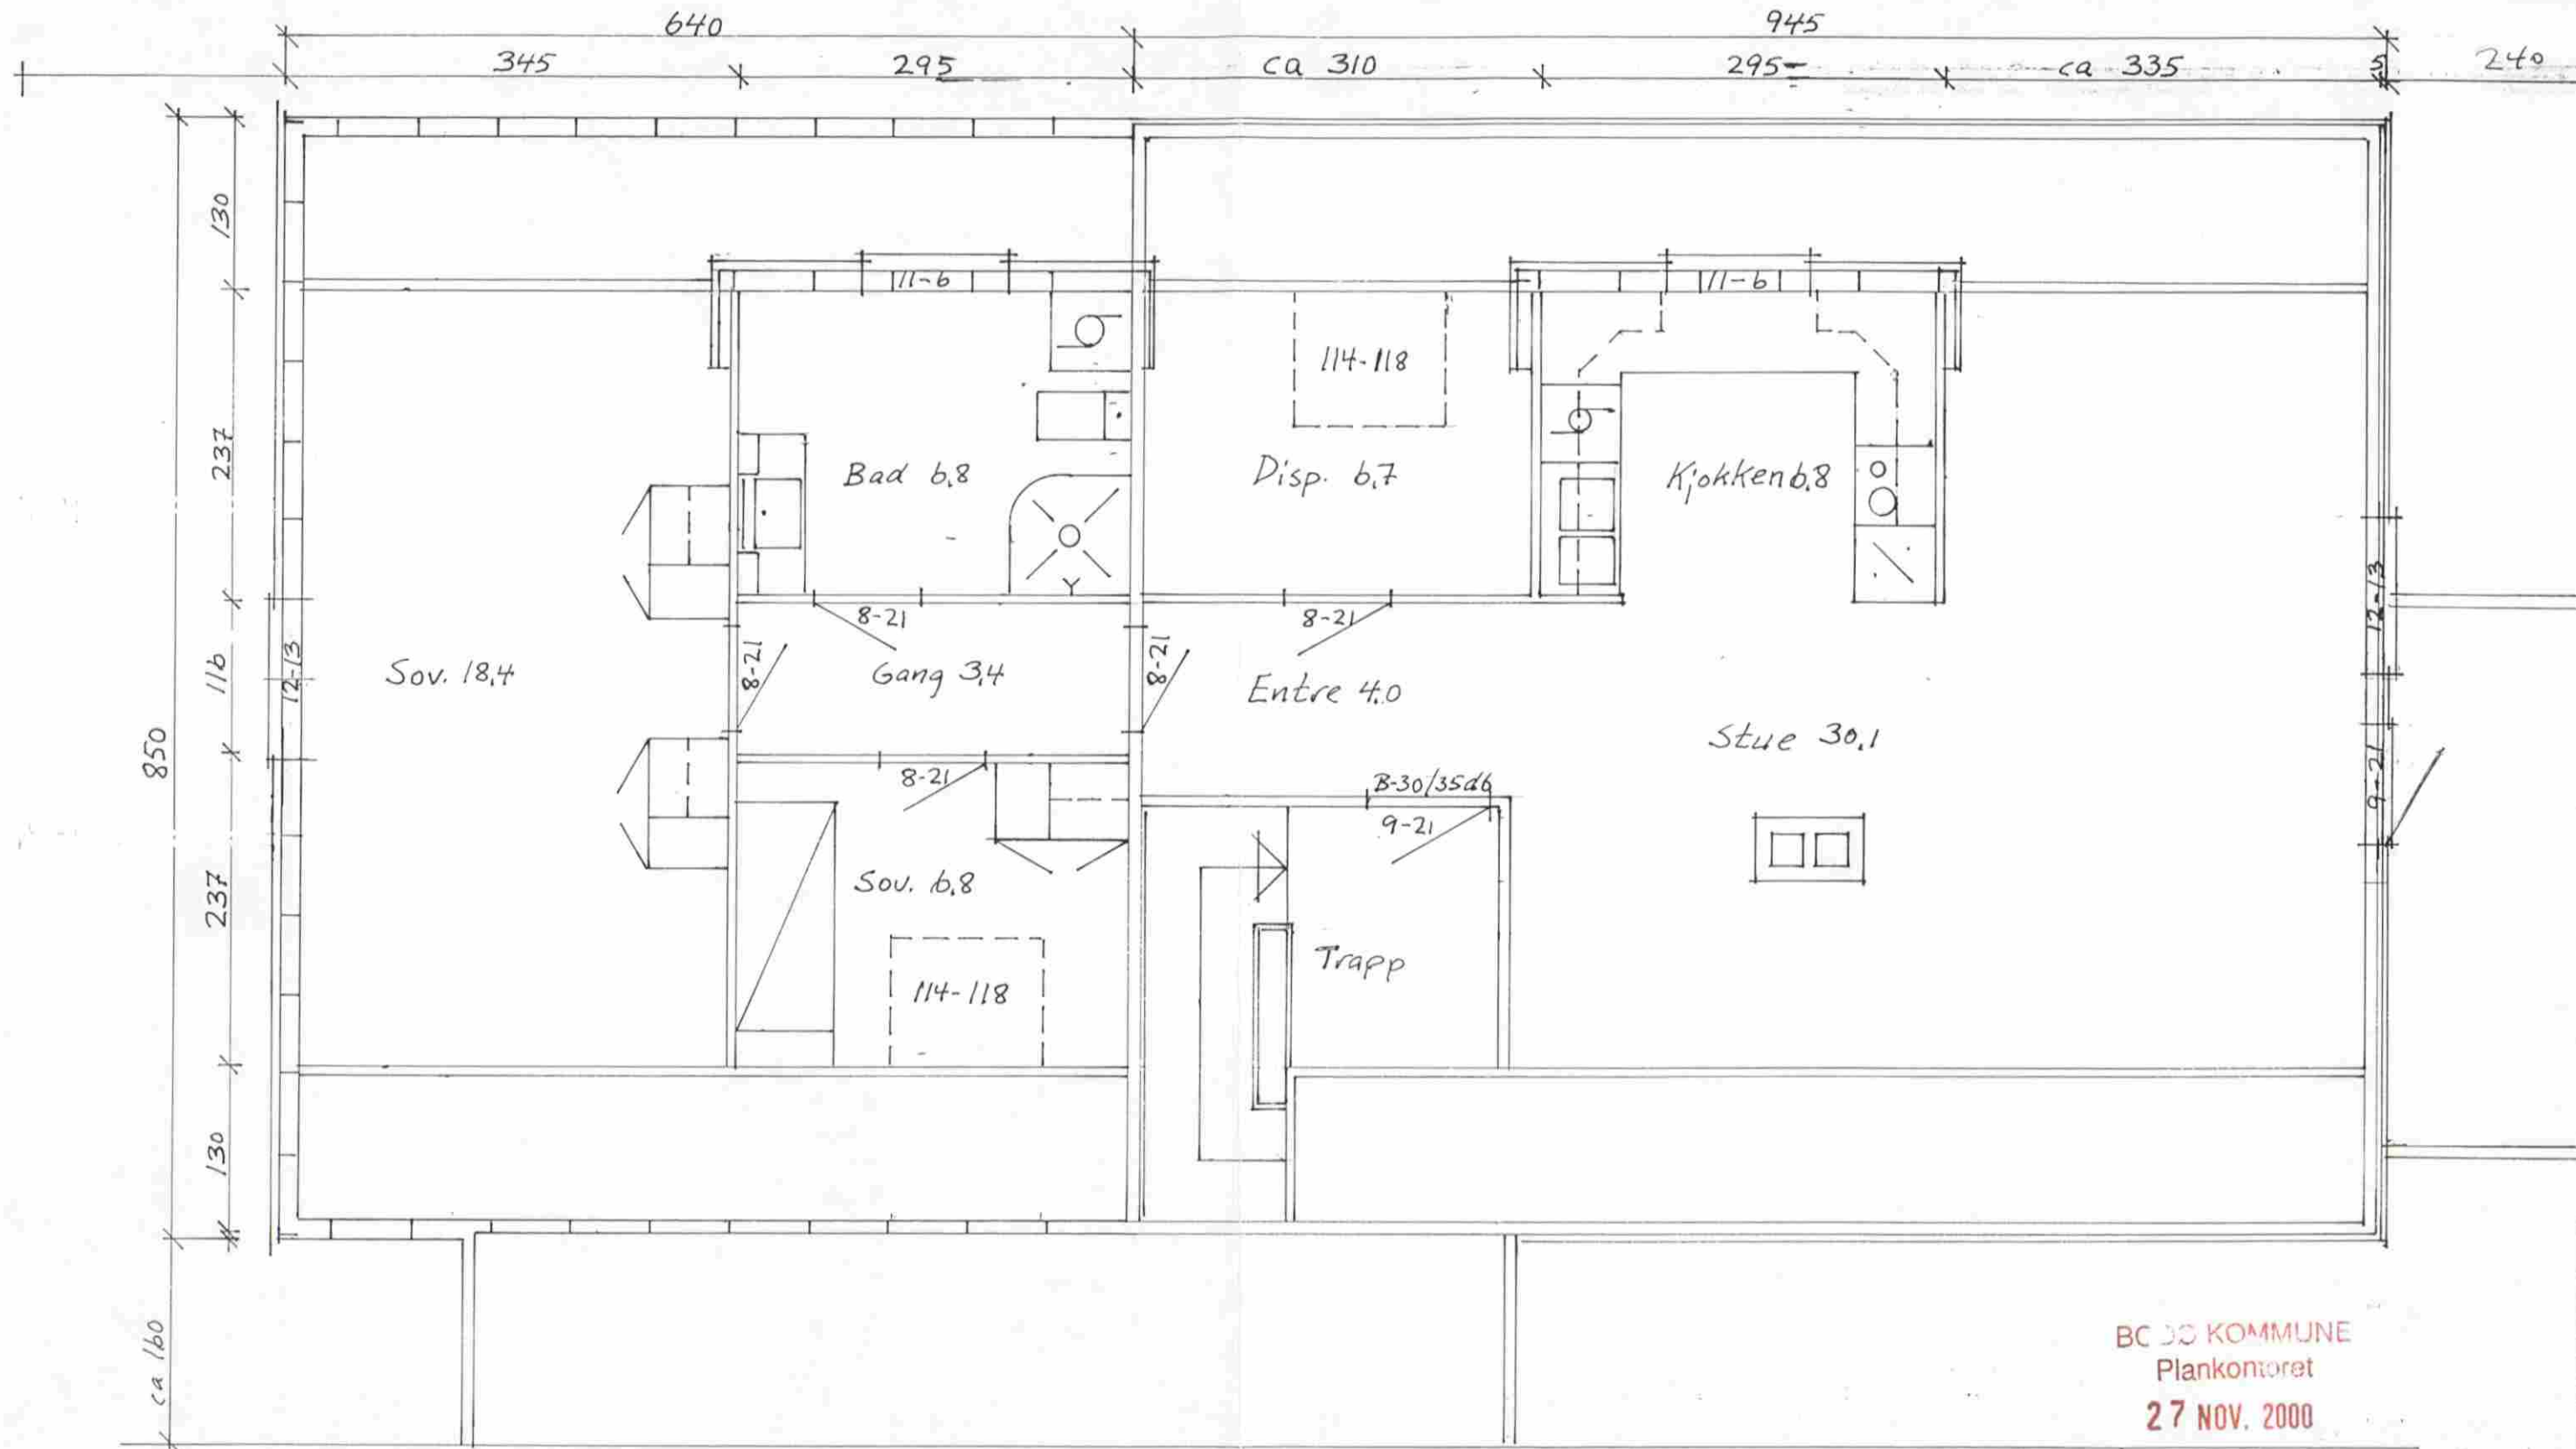 640
945
345
295
ca 310
295
ca 335
5
240
130
237
116
237
130
850
ca 160
11-6
11-6
114-118
Bad 6,8
Disp. 6,7
Kjøkken 6,8
8-21
8-21
8-21
8-21
12-13
12-13
Sov. 18,4
Gang 3,4
Entre 4,0
Stue 30,1
9-21
8-21
B-30/35db
9-21
Sov. 6,8
Trapp
114-118
KOMMUNE
Plankontoret
27 NOV. 2000